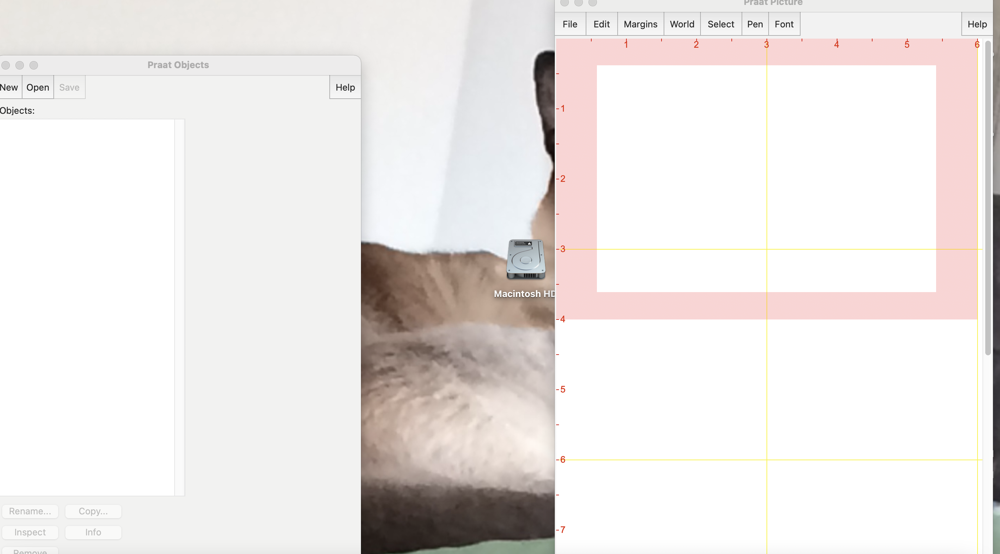 Praat Objects
New Open Save Help
Objects:
Rename...
Copy...
Inspect
Info
Remove
Macintosh HD
Praat Picture
File Edit Margins World Select Pen Font Help
1 2 3 4 5 6
1
2
3
4
5
6
7